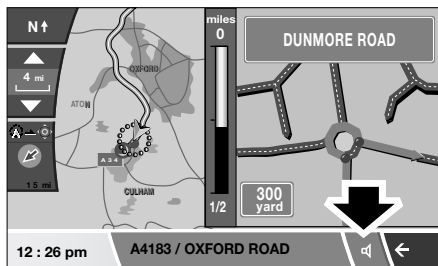 N
miles
0
DUNMORE ROAD
4 mi
OXFORD
ATON
A34
15 mi
CULHAM
1/2
300
yard
12 : 26 pm
A4183 / OXFORD ROAD